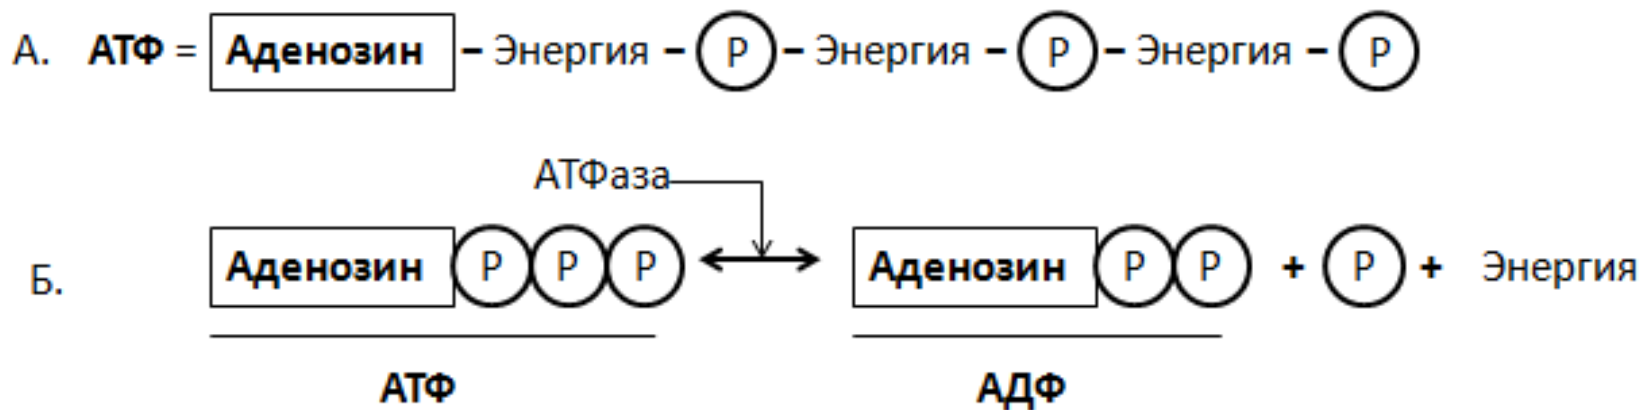 А. АТФ = Аденозин – Энергия – Р – Энергия – Р – Энергия – Р
АТФаза
Б. Аденозин Р Р Р Аденозин Р Р + Р + Энергия
АТФ АДФ